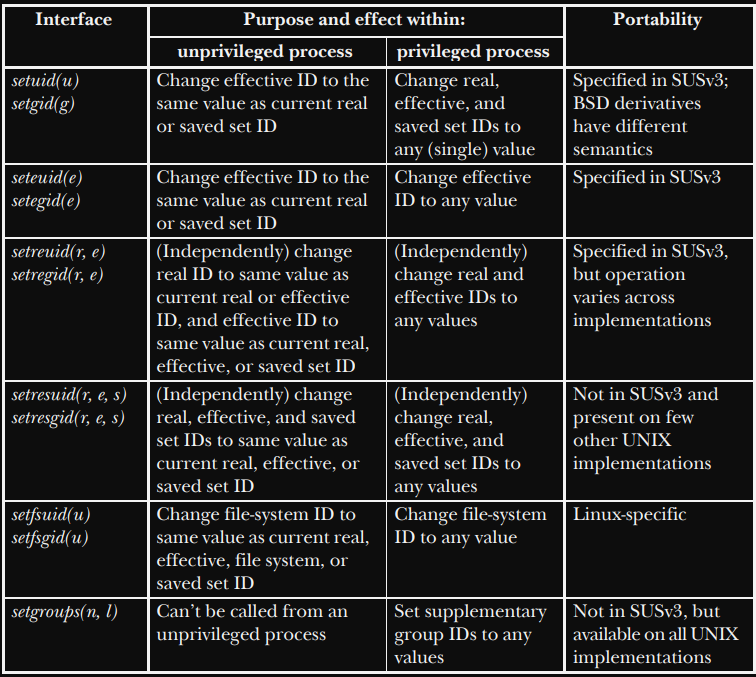 Interface
Purpose and effect within:
Portability
unprivileged process
privileged process
setuid(u)
setgid(g)
Change effective ID to the
same value as current real
or saved set ID
Change real,
effective, and
saved set IDs to
any (single) value
Specified in SUSv3;
BSD derivatives
have different
semantics
seteuid(e)
setegid(e)
Change effective ID to the
same value as current real
or saved set ID
Change effective
ID to any value
Specified in SUSv3
setreuid(r, e)
setregid(r, e)
(Independently) change
real ID to same value as
current real or effective
ID, and effective ID to
same value as current real,
effective, or saved set ID
(Independently)
change real and
effective IDs to
any values
Specified in SUSv3,
but operation
varies across
implementations
setresuid(r, e, s)
setresgid(r, e, s)
(Independently) change
real, effective, and saved
set IDs to same value as
current real, effective, or
saved set ID
(Independently)
change real,
effective, and
saved set IDs to
any values
Not in SUSv3 and
present on few
other UNIX
implementations
setfsuid(u)
setfsgid(u)
Change file-system ID to
same value as current real,
effective, file system, or
saved set ID
Change file-system
ID to any value
Linux-specific
setgroups(n, l)
Can’t be called from an
unprivileged process
Set supplementary
group IDs to any
values
Not in SUSv3, but
available on all UNIX
implementations